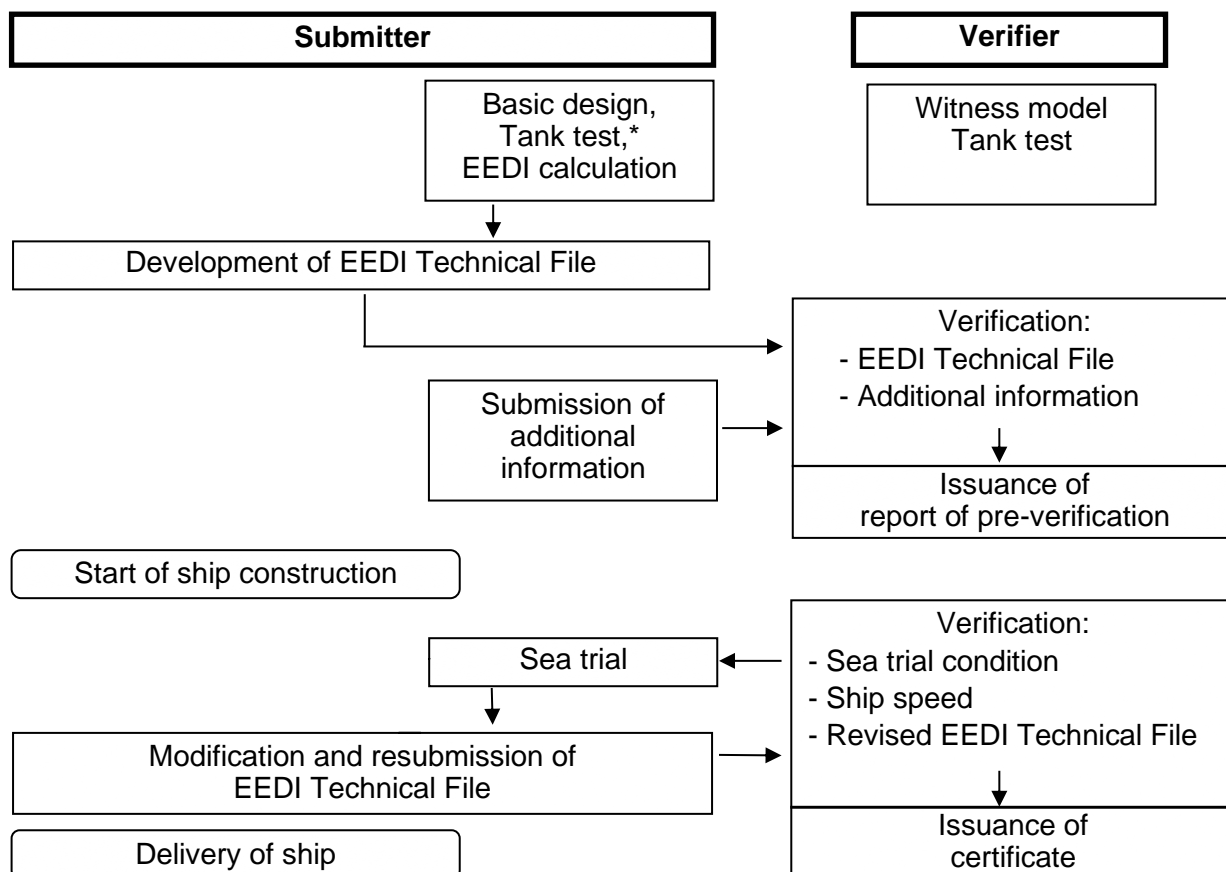 Submitter
Verifier
Basic design,
Tank test,*
EEDI calculation
Witness model
Tank test
Development of EEDI Technical File
Verification:
- EEDI Technical File
- Additional information
Submission of
additional
information
Issuance of
report of pre-verification
Start of ship construction
Verification:
- Sea trial condition
- Ship speed
- Revised EEDI Technical File
Sea trial
Modification and resubmission of
EEDI Technical File
Issuance of
certificate
Delivery of ship